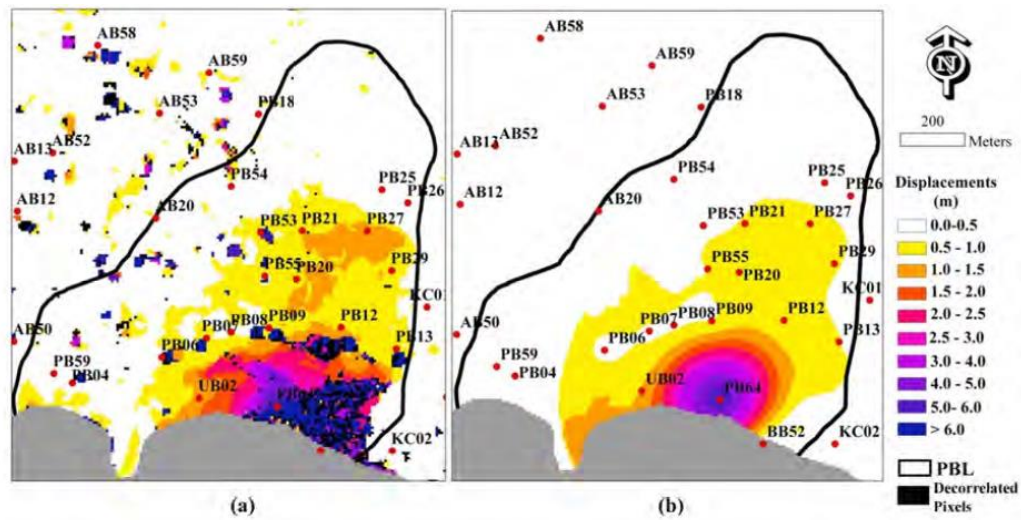 AB58
AB59
AB53
PB18
AB13 AB52
PB54
PB25
PB26
AB12
AB20
PB53 PB21 PB27
PB55
PB20
PB29
KC01
AB50
PB07 PB08 PB09 PB12
PB13
PB06
PB59
PB04
UB02
KC02
(a)
AB58
AB59
AB53
PB18
AB13 AB52
PB54
PB25
PB26
AB12
AB20
PB53 PB21 PB27
PB55
PB20
PB29
KC01
AB50
PB07 PB08 PB09 PB12
PB13
PB06
PB59
PB04
UB02
PB64
BB52
KC02
(b)
N
200
Meters
Displacements
(m)
0.0-0.5
0.5 - 1.0
1.0 - 1.5
1.5 - 2.0
2.0 - 2.5
2.5 - 3.0
3.0 - 4.0
4.0 - 5.0
5.0- 6.0
> 6.0
PBL
Decorrelated
Pixels